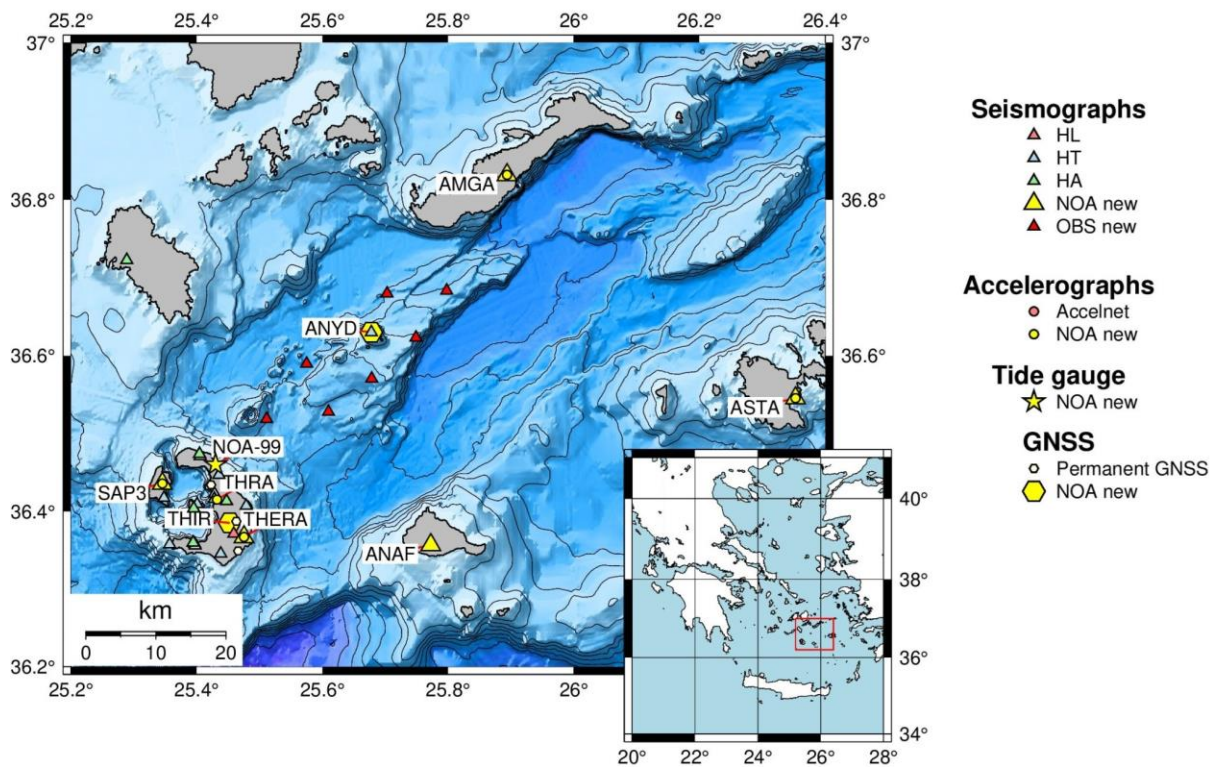 25.2° 25.4° 25.6° 25.8° 26° 26.2° 26.4°
37° 37°
36.8°
36.6°
36.4°
36.2°
25.2° 25.4° 25.6° 25.8° 26°
AMGA
ANYD
ASTA
NOA-99
SAP3
THRA
THIR THERA
ANAF
km
0 10 20
40°
38°
36°
34°
20° 22° 24° 26° 28°
Seismographs
HL
HT
HA
NOA new
OBS new
Accelerographs
Accelnet
NOA new
Tide gauge
NOA new
GNSS
Permanent GNSS
NOA new